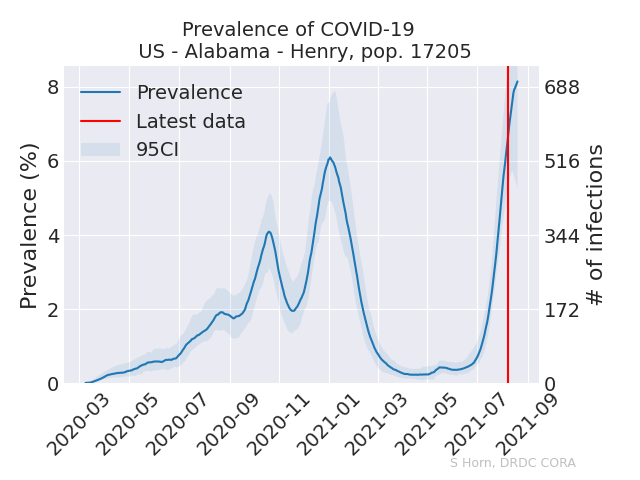 Prevalence of COVID-19
US - Alabama - Henry, pop. 17205
Prevalence
Latest data
95CI
Prevalence (%)
8
6
4
2
0
# of infections
688
516
344
172
0
2020-03
2020-05
2020-07
2020-09
2020-11
2021-01
2021-03
2021-05
2021-07
2021-09
S Horn, DRDC CORA